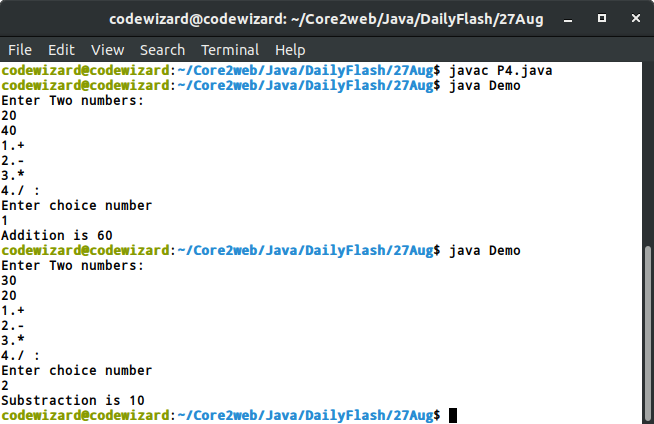 codewizard@codewizard: ~/Core2web/Java/DailyFlash/27Aug
File Edit View Search Terminal Help
codewizard@codewizard:~/Core2web/Java/DailyFlash/27Aug$ javac P4.java
codewizard@codewizard:~/Core2web/Java/DailyFlash/27Aug$ java Demo
Enter Two numbers:
20
40
1.+
2.-
3.*
4./ :
Enter choice number
1
Addition is 60
codewizard@codewizard:~/Core2web/Java/DailyFlash/27Aug$ java Demo
Enter Two numbers:
30
20
1.+
2.-
3.*
4./ :
Enter choice number
2
Substraction is 10
codewizard@codewizard:~/Core2web/Java/DailyFlash/27Aug$